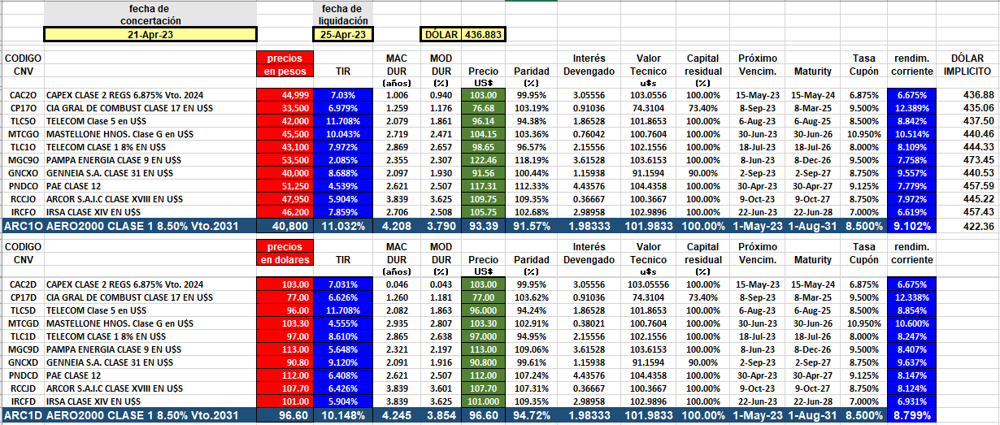 fecha de concertación fecha de liquidación
21-Apr-23 25-Apr-23 DÓLAR 436.883
CODIGO precios MAC MOD Interés Valor Capital Próximo Tasa rendim. DÓLAR
CNV en pesos TIR DUR DUR Precio Paridad Devengado Tecnico residual Vencim. Maturity Cupón corriente IMPLICITO
(años) (%) US$ (%) u$s (%)
CAC2O CAPEX CLASE 2 REGS 6.875% Vto. 2024 44,999 7.03% 1.006 0.940 103.00 99.95% 3.05556 103.0556 100.00% 15-May-23 15-May-24 6.875% 6.675% 436.88
CP17O CIA GRAL DE COMBUST CLASE 17 EN U$S 33,500 6.979% 1.259 1.176 76.68 103.19% 0.91036 74.3104 73.40% 8-Sep-23 8-Mar-25 9.500% 12.389% 435.06
TLC5O TELECOM Clase 5 en U$S 42,000 11.708% 2.079 1.861 96.14 94.38% 1.86528 101.8653 100.00% 6-Aug-23 6-Aug-25 8.500% 8.842% 437.50
MTCGO MASTELLONE HNOS. Clase G en U$S 45,500 10.043% 2.719 2.471 104.15 103.36% 0.76042 100.7604 100.00% 30-Jun-23 30-Jun-26 10.950% 10.514% 440.46
TLC1O TELECOM CLASE 1 8% EN U$S 43,100 7.972% 2.869 2.657 98.65 96.57% 2.15556 102.1556 100.00% 18-Jul-23 18-Jul-26 8.000% 8.109% 444.33
MGC9O PAMPA ENERGIA CLASE 9 EN U$S 53,500 2.085% 2.355 2.307 122.46 118.19% 3.61528 103.6153 100.00% 8-Jun-23 8-Dec-26 9.500% 7.758% 473.45
GNCXO GENNEIA S.A. CLASE 31 EN U$S 40,000 8.688% 2.097 1.930 91.56 100.44% 1.15938 91.1594 90.00% 2-Sep-23 2-Sep-27 8.750% 9.557% 440.53
PNDCO PAE CLASE 12 51,250 4.539% 2.621 2.507 117.31 112.33% 4.43576 104.4358 100.00% 30-Apr-23 30-Apr-27 9.125% 7.779% 457.59
RCCJO ARCOR S.A.I.C CLASE XVIII EN U$S 47,950 5.904% 3.839 3.625 109.75 109.35% 0.36667 100.3667 100.00% 9-Oct-23 9-Oct-27 8.750% 7.972% 445.22
IRCFO IRSA CLASE XIV EN U$S 46,200 7.859% 2.706 2.508 105.75 102.68% 2.98958 102.9896 100.00% 22-Jun-23 22-Jun-28 7.000% 6.619% 457.43
ARC1O AERO2000 CLASE 1 8.50% Vto.2031 40,800 11.032% 4.208 3.790 93.39 91.57% 1.98333 101.9833 100.00% 1-May-23 1-Aug-31 8.500% 9.102% 422.36
CODIGO precios MAC MOD Interés Valor Capital Próximo Tasa rendim.
CNV en dolares TIR DUR DUR Precio Paridad Devengado Tecnico residual Vencim. Maturity Cupón corriente
(años) (%) US$ (%) u$s (%)
CAC2D CAPEX CLASE 2 REGS 6.875% Vto. 2024 103.00 7.031% 0.046 0.043 103.00 99.95% 3.05556 103.05556 100.00% 15-May-23 15-May-24 6.875% 6.675%
CP17D CIA GRAL DE COMBUST CLASE 17 EN U$S 77.00 6.626% 1.260 1.181 77.00 103.62% 0.91036 74.3104 73.40% 8-Sep-23 8-Mar-25 9.500% 12.338%
TLC5D TELECOM Clase 5 en U$S 96.00 11.708% 2.082 1.863 96.000 94.24% 1.86528 101.8653 100.00% 6-Aug-23 6-Aug-25 8.500% 8.854%
MTCGD MASTELLONE HNOS. Clase G en U$S 103.30 4.555% 2.935 2.807 103.30 102.91% 0.38021 100.7604 100.00% 30-Jun-23 30-Jun-26 10.950% 10.600%
TLC1D TELECOM CLASE 1 8% EN U$S 97.00 8.610% 2.865 2.638 97.000 94.95% 2.15556 102.1556 100.00% 18-Jul-23 18-Jul-26 8.000% 8.247%
MGC9D PAMPA ENERGIA CLASE 9 EN U$S 113.00 5.648% 2.321 2.197 113.00 109.06% 3.61528 103.6153 100.00% 8-Jun-23 8-Dec-26 9.500% 8.407%
GNCXD GENNEIA S.A. CLASE 31 EN U$S 90.80 9.120% 2.091 1.916 90.800 99.61% 1.15938 91.1594 90.00% 2-Sep-23 2-Sep-27 8.750% 9.637%
PNDCD PAE CLASE 12 112.00 6.408% 2.621 2.507 112.00 107.24% 4.43576 104.4358 100.00% 30-Apr-23 30-Apr-27 9.125% 8.147%
RCCJD ARCOR S.A.I.C CLASE XVIII EN U$S 107.70 6.426% 3.839 3.601 107.70 107.31% 0.36667 100.3667 100.00% 9-Oct-23 9-Oct-27 8.750% 8.124%
IRCFD IRSA CLASE XIV EN U$S 101.00 5.904% 3.839 3.625 101.000 109.35% 2.98958 102.9896 100.00% 22-Jun-23 22-Jun-28 7.000% 6.931%
ARC1D AERO2000 CLASE 1 8.50% Vto.2031 96.60 10.148% 4.245 3.854 96.60 94.72% 1.98333 101.9833 100.00% 1-May-23 1-Aug-31 8.500% 8.799%